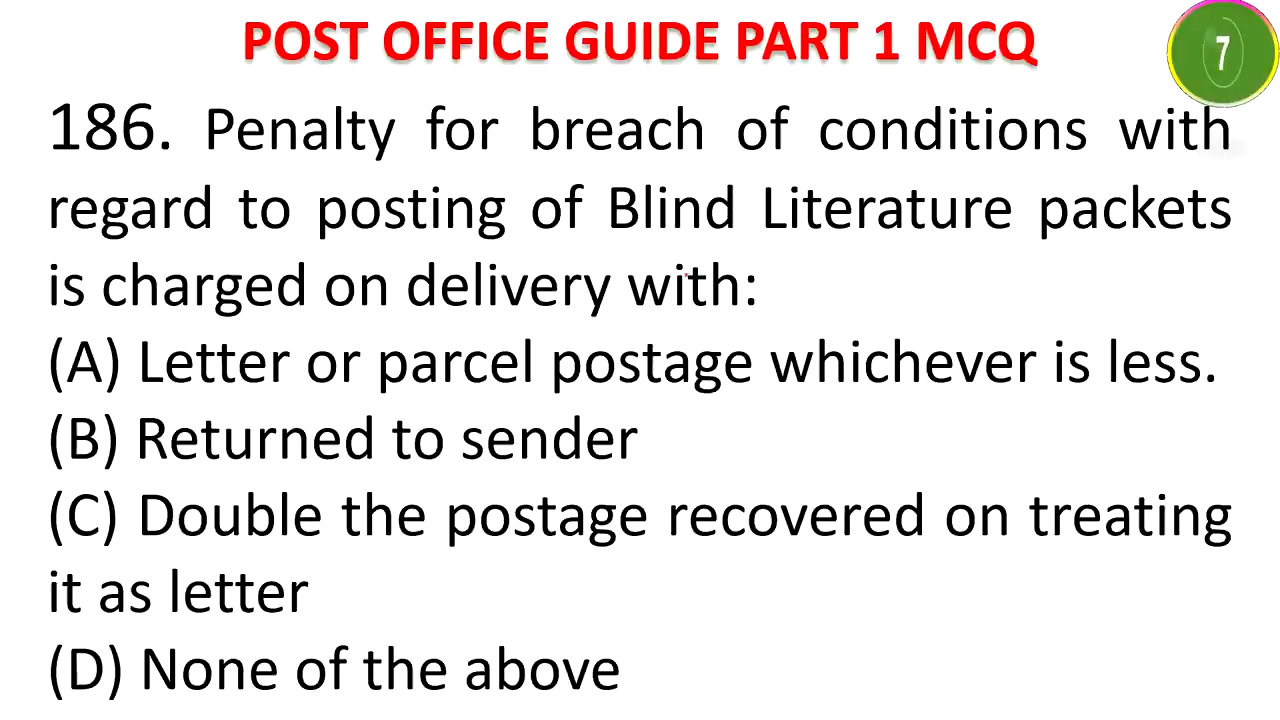 POST OFFICE GUIDE PART 1 MCQ
7
186. Penalty for breach of conditions with
regard to posting of Blind Literature packets
is charged on delivery with:
(A) Letter or parcel postage whichever is less.
(B) Returned to sender
(C) Double the postage recovered on treating
it as letter
(D) None of the above